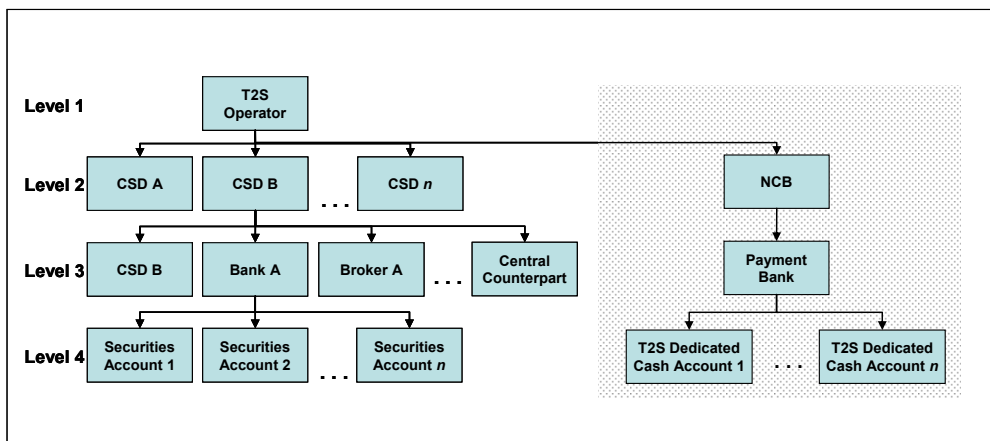 Level 1
T2S
Operator
Level 2
CSD A
CSD B
. . .
CSD n
NCB
Level 3
CSD B
Bank A
Broker A
. . .
Central
Counterpart
Payment
Bank
Level 4
Securities
Account 1
Securities
Account 2
. . .
Securities
Account n
T2S Dedicated
Cash Account 1
. . .
T2S Dedicated
Cash Account n